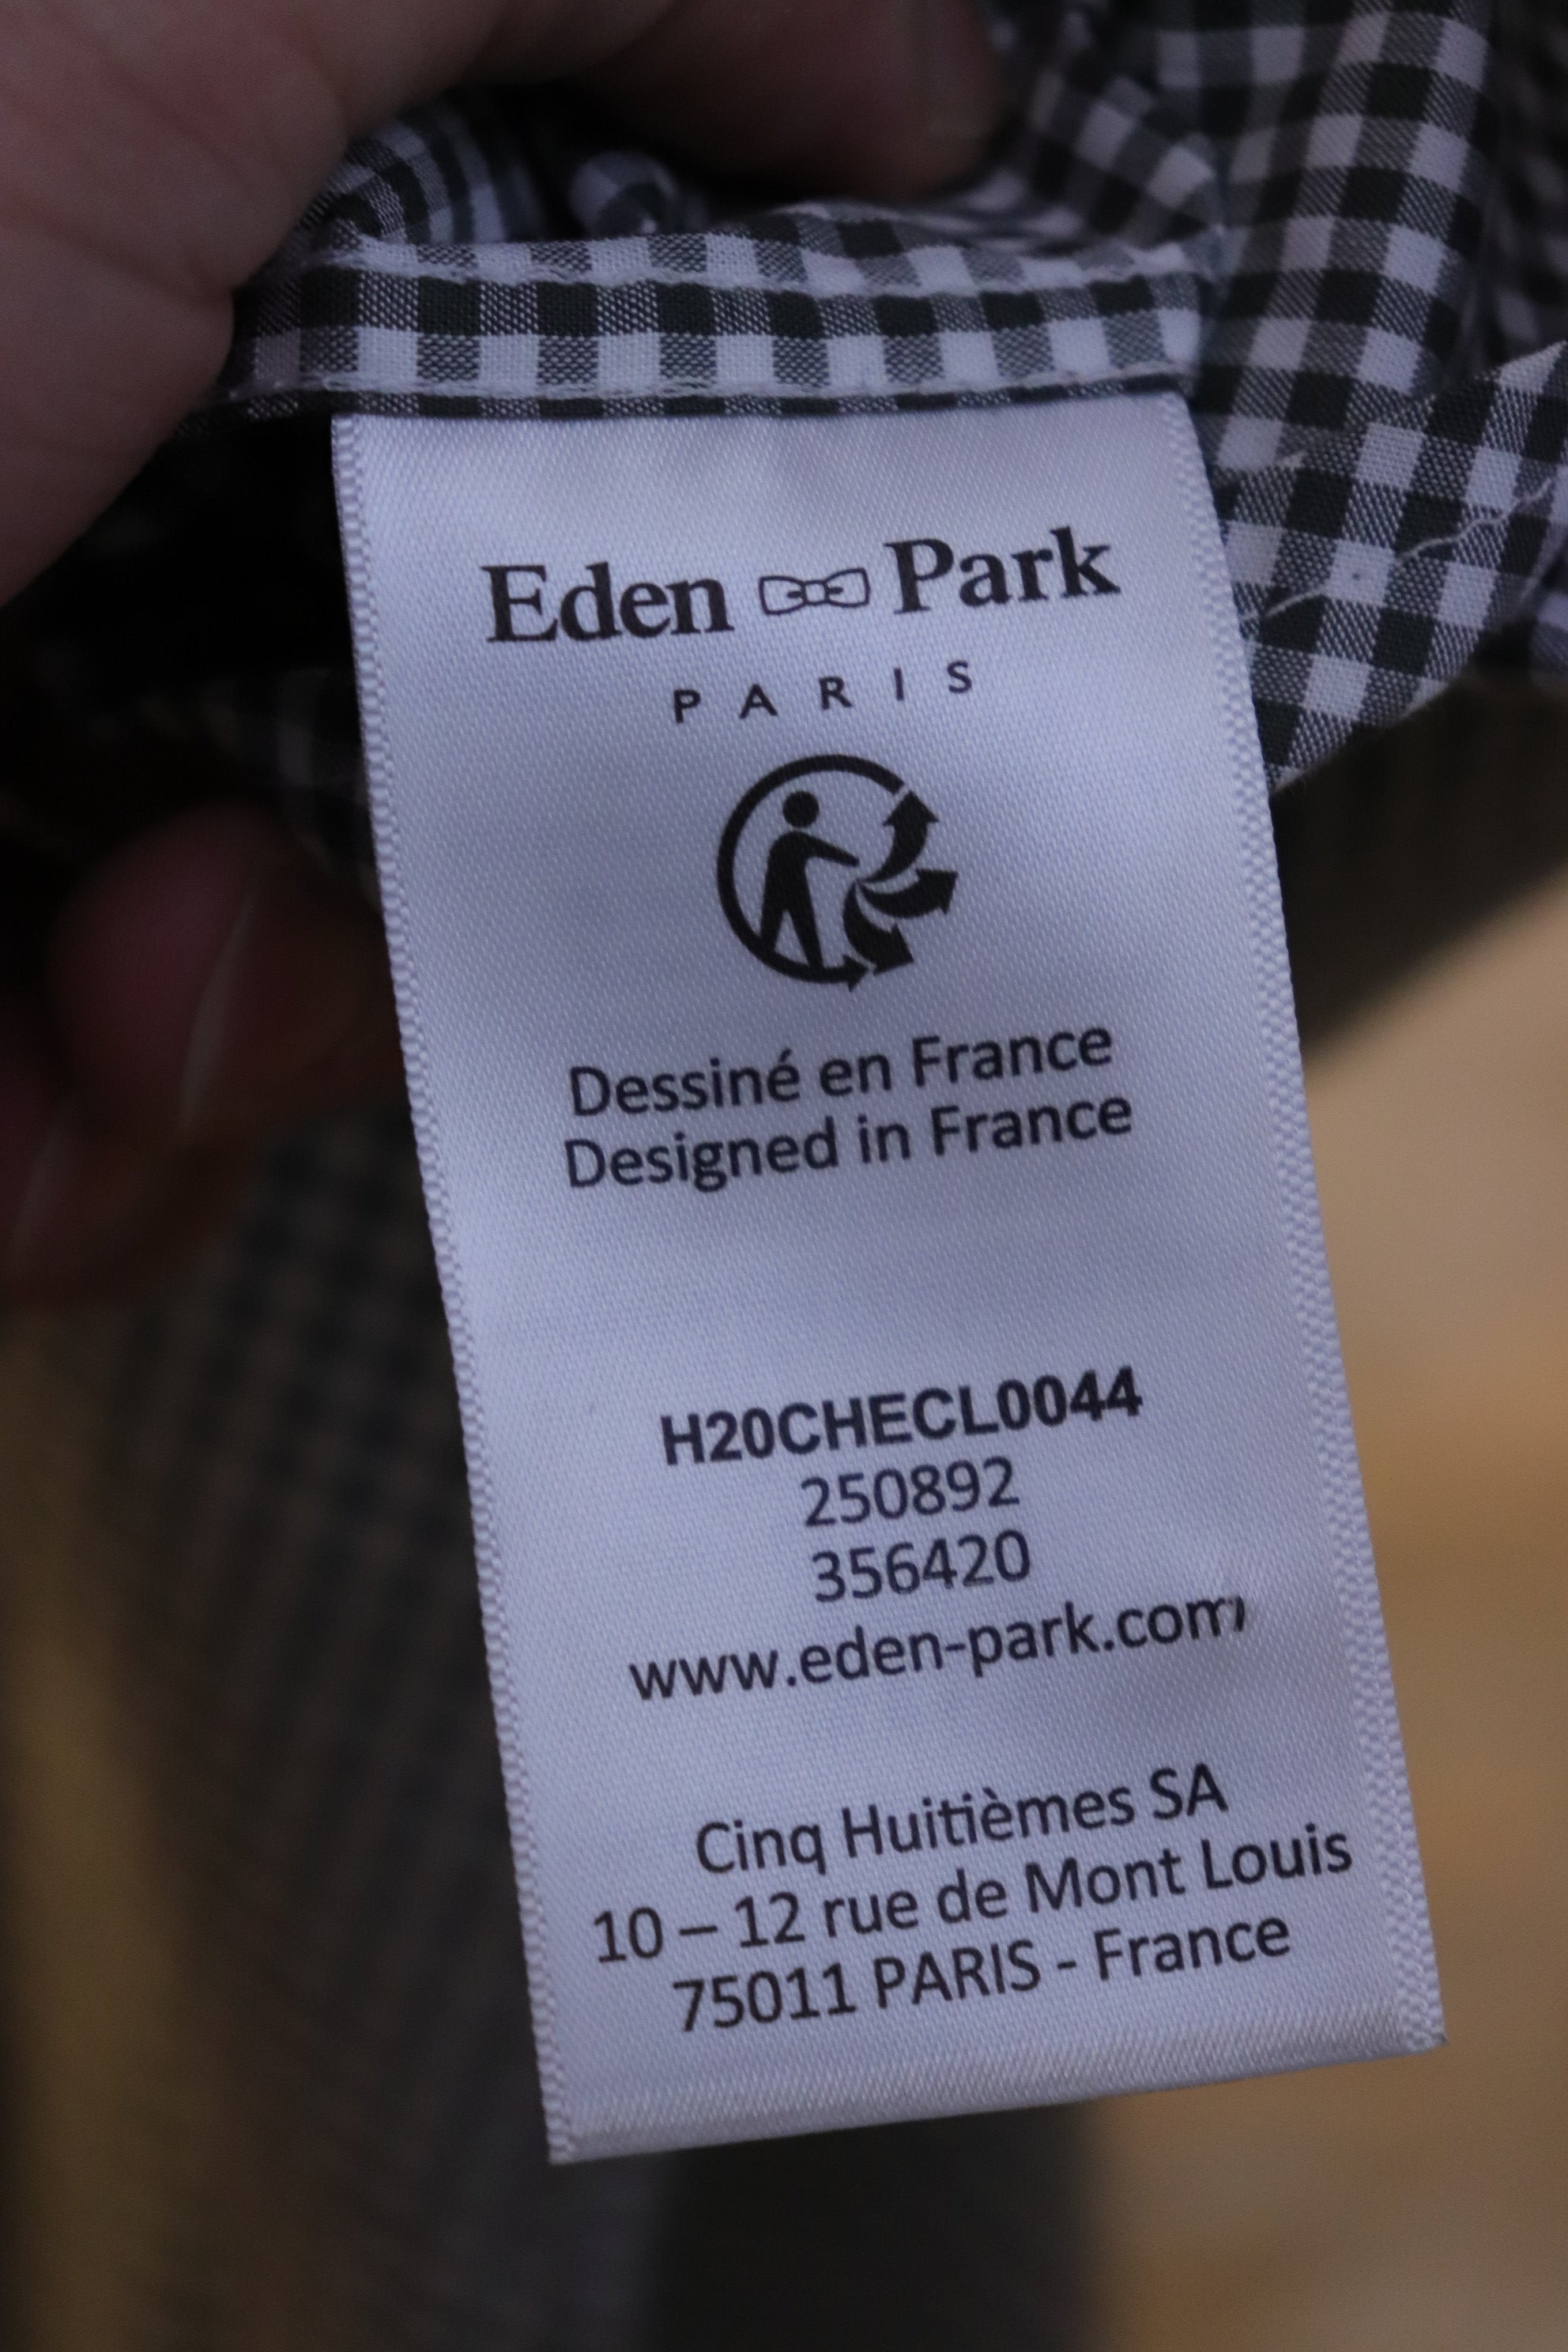 Eden Park
PARIS
Dessiné en France
Designed in France
H20CHECL0044
250892
356420
www.eden-park.com
Cinq Huitièmes SA
10 – 12 rue de Mont Louis
75011 PARIS - France